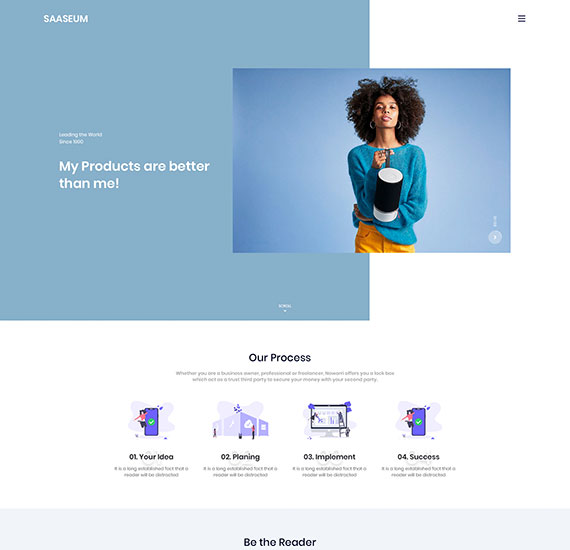 SAASEUM
Leading the World
Since 1900
My Products are better
than me!
SCROLL
Our Process
Whether you are a business owner, professional or freelancer, Nowarri offers you a lock box
which act as a trust third party to secure your money with your second party.
01. Your Idea
It is a long established fact that a
reader will be distracted
02. Planing
It is a long established fact that a
reader will be distracted
03. Implement
It is a long established fact that a
reader will be distracted
04. Success
It is a long established fact that a
reader will be distracted
Be the Reader